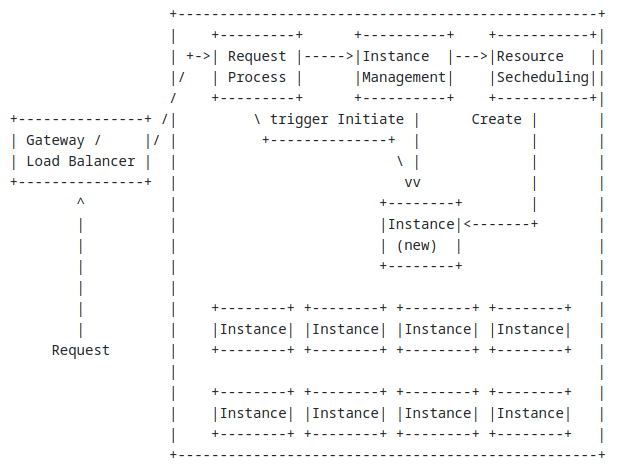 Request Instance Resource
Process Management Secheduling
\ trigger Initiate Create
Gateway /
Load Balancer
Instance
(new)
Instance Instance Instance Instance
Request
Instance Instance Instance Instance